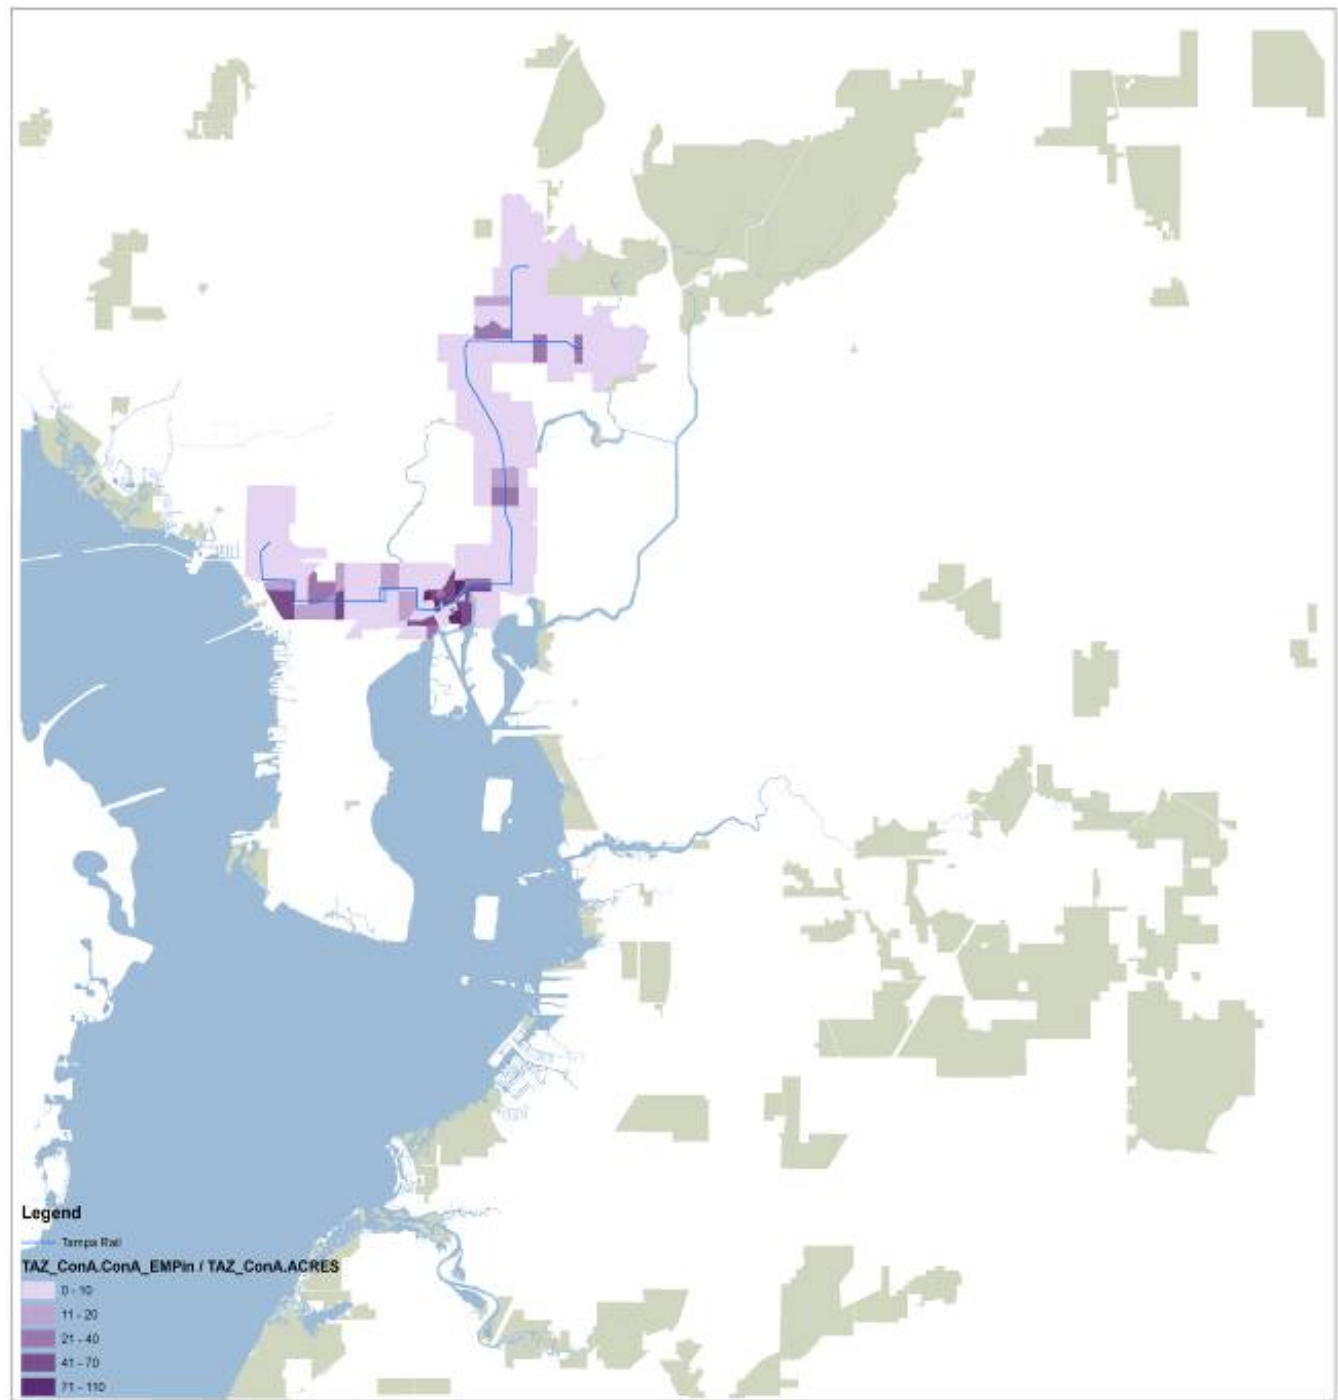 Legend
Tampa Rail
TAZ_ConA.ConA_EMPin / TAZ_ConA.ACRES
0 - 10
11 - 20
21 - 40
41 - 70
71 - 110